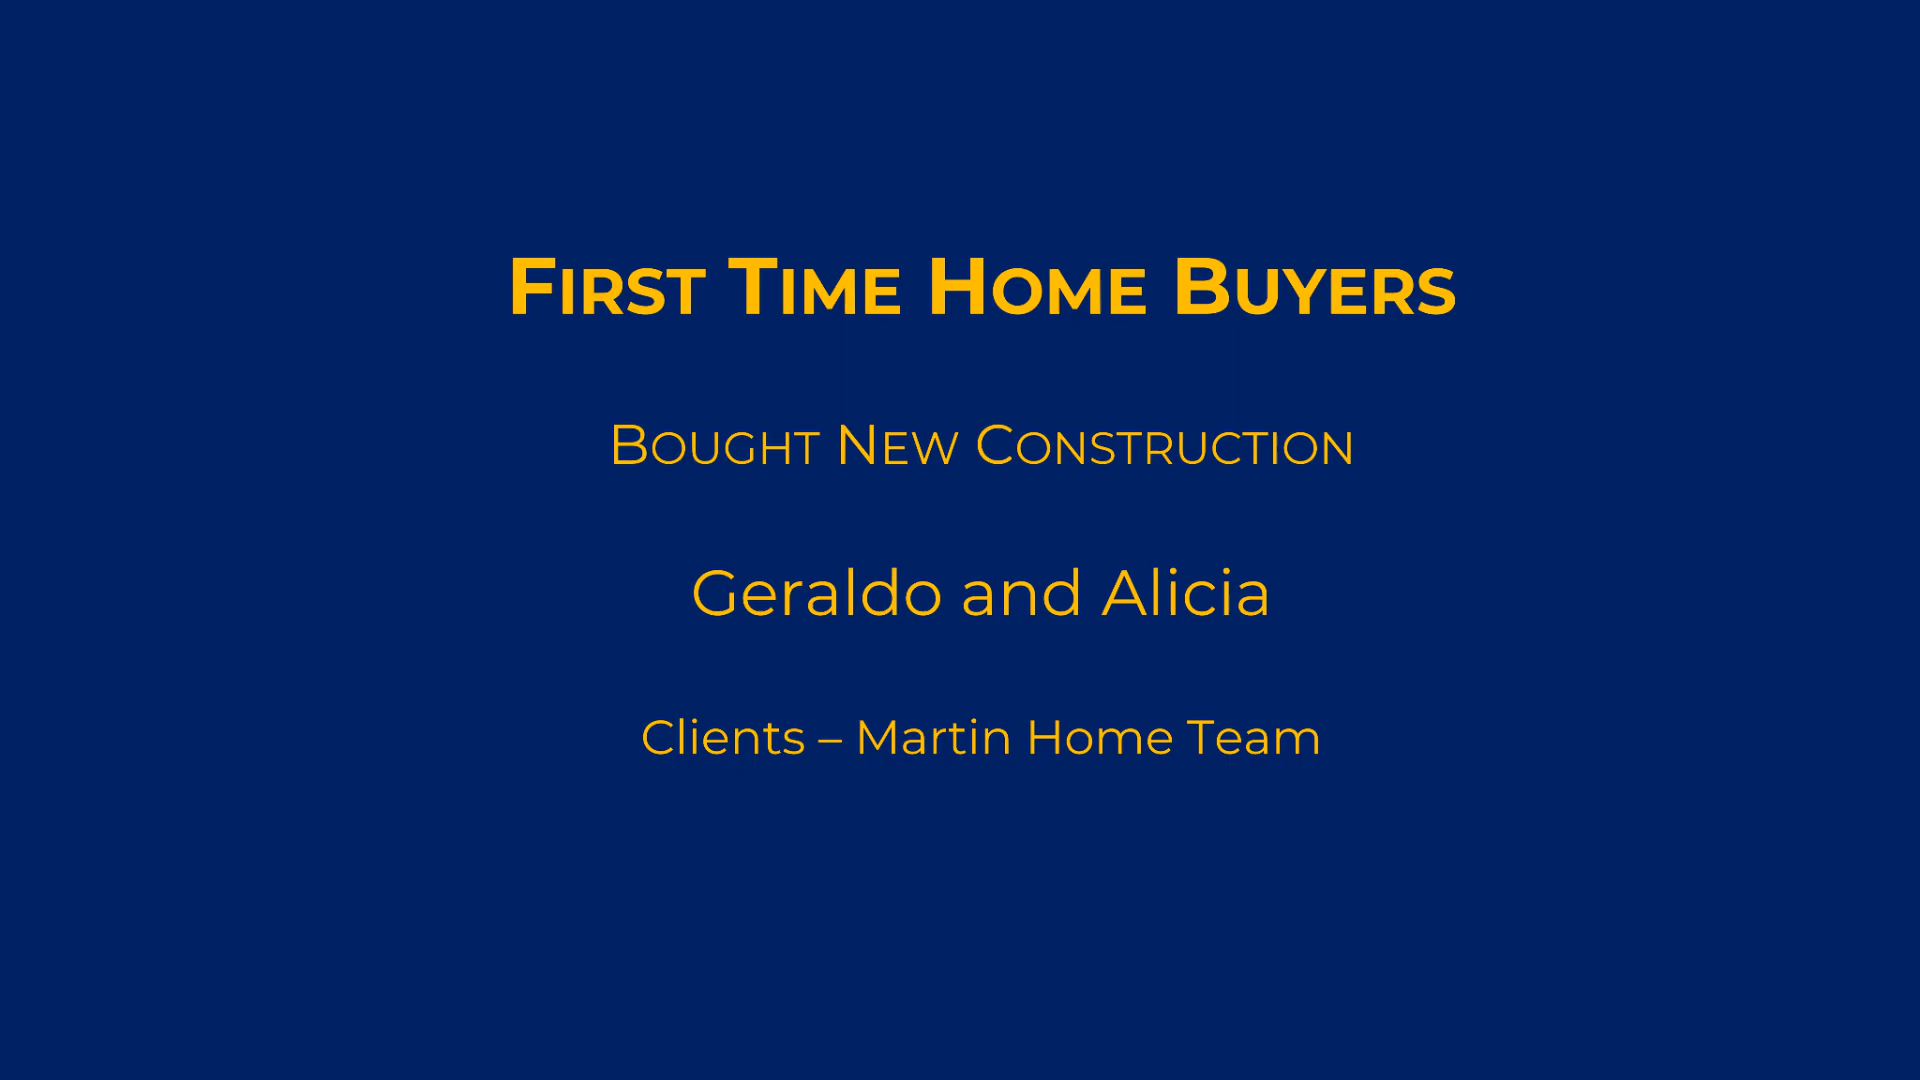 First Time Home Buyers
Bought New Construction
Geraldo and Alicia
Clients – Martin Home Team